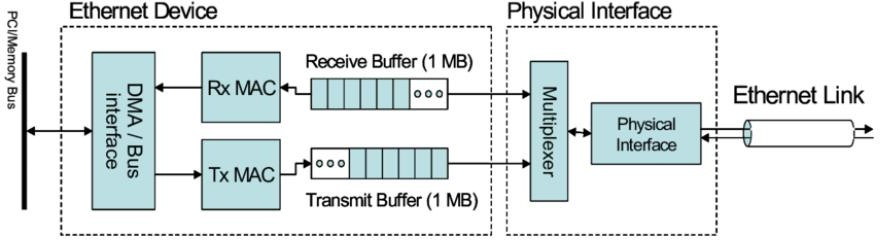 Ethernet Device
Physical Interface
PCI/Memory Bus
DMA / Bus
interface
Rx MAC
Receive Buffer (1 MB)
Tx MAC
Transmit Buffer (1 MB)
Multiplexer
Physical
Interface
Ethernet Link